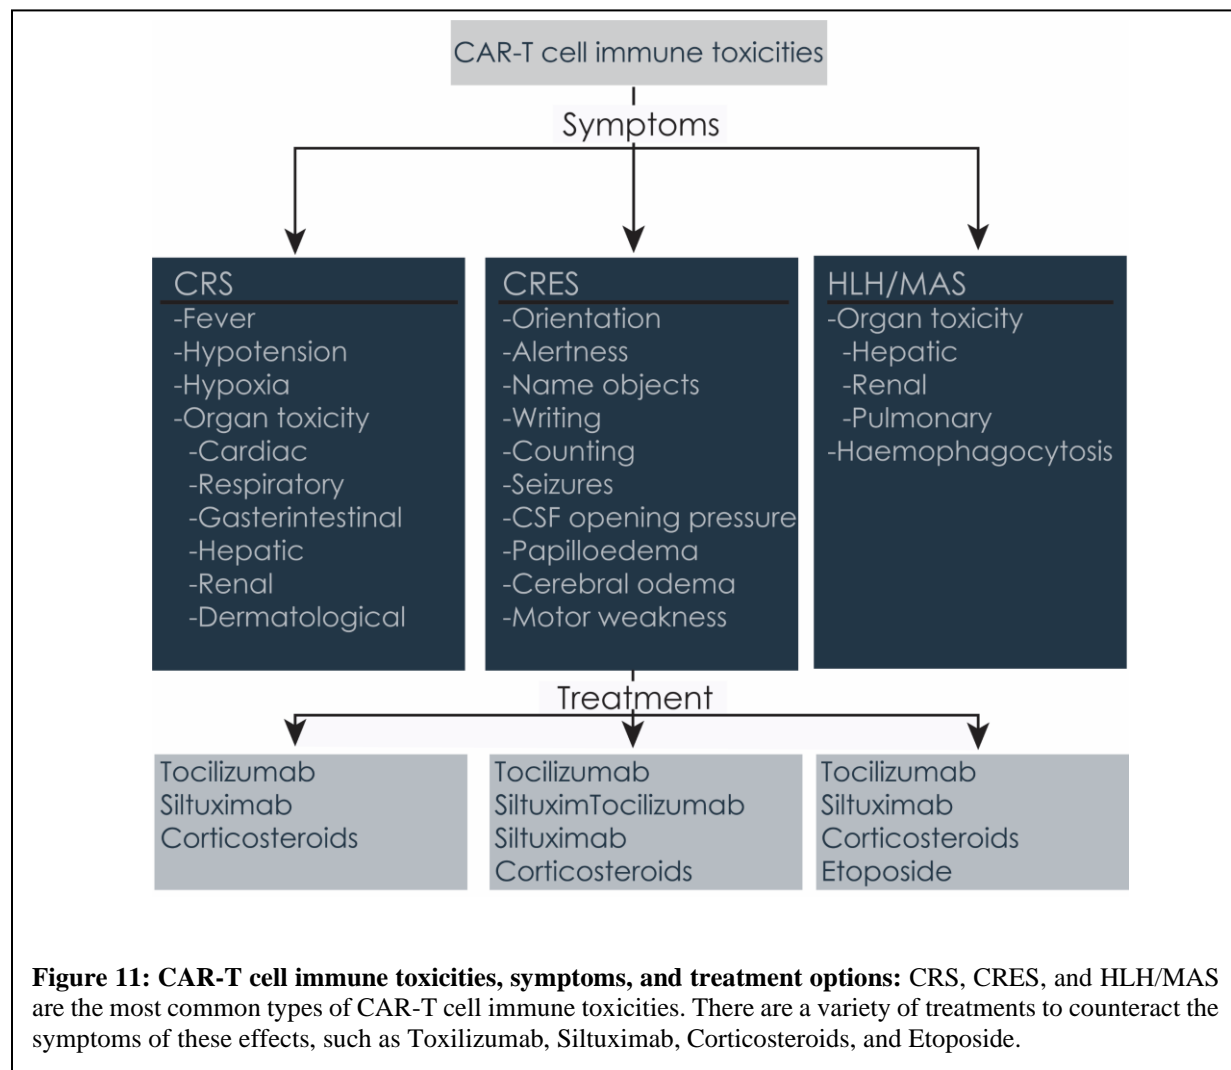 CAR-T cell immune toxicities
Symptoms
CRS
-Fever
-Hypotension
-Hypoxia
-Organ toxicity
-Cardiac
-Respiratory
-Gasterintestinal
-Hepatic
-Renal
-Dermatological
CRES
-Orientation
-Alertness
-Name objects
-Writing
-Counting
-Seizures
-CSF opening pressure
-Papilloedema
-Cerebral odema
-Motor weakness
HLH/MAS
-Organ toxicity
-Hepatic
-Renal
-Pulmonary
-Haemophagocytosis
Treatment
Tocilizumab
Siltuximab
Corticosteroids
Tocilizumab
SiltuximTocilizumab
Siltuximab
Corticosteroids
Tocilizumab
Siltuximab
Corticosteroids
Etoposide
Figure 11: CAR-T cell immune toxicities, symptoms, and treatment options: CRS, CRES, and HLH/MAS
are the most common types of CAR-T cell immune toxicities. There are a variety of treatments to counteract the
symptoms of these effects, such as Toxilizumab, Siltuximab, Corticosteroids, and Etoposide.